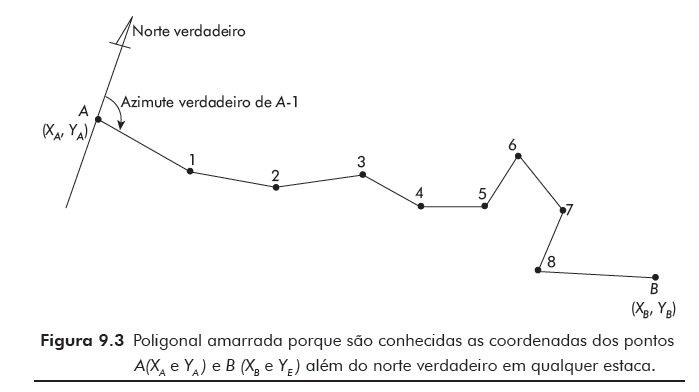 Norte verdadeiro
A
Azimute verdadeiro de A-1
(X_A, Y_A)
1
2
3
4
5
6
7
8
B
(X_B, Y_B)
Figura 9.3 Poligonal amarrada porque são conhecidas as coordenadas dos pontos
A(X_A e Y_A) e B (X_B e Y_E) além do norte verdadeiro em qualquer estaca.